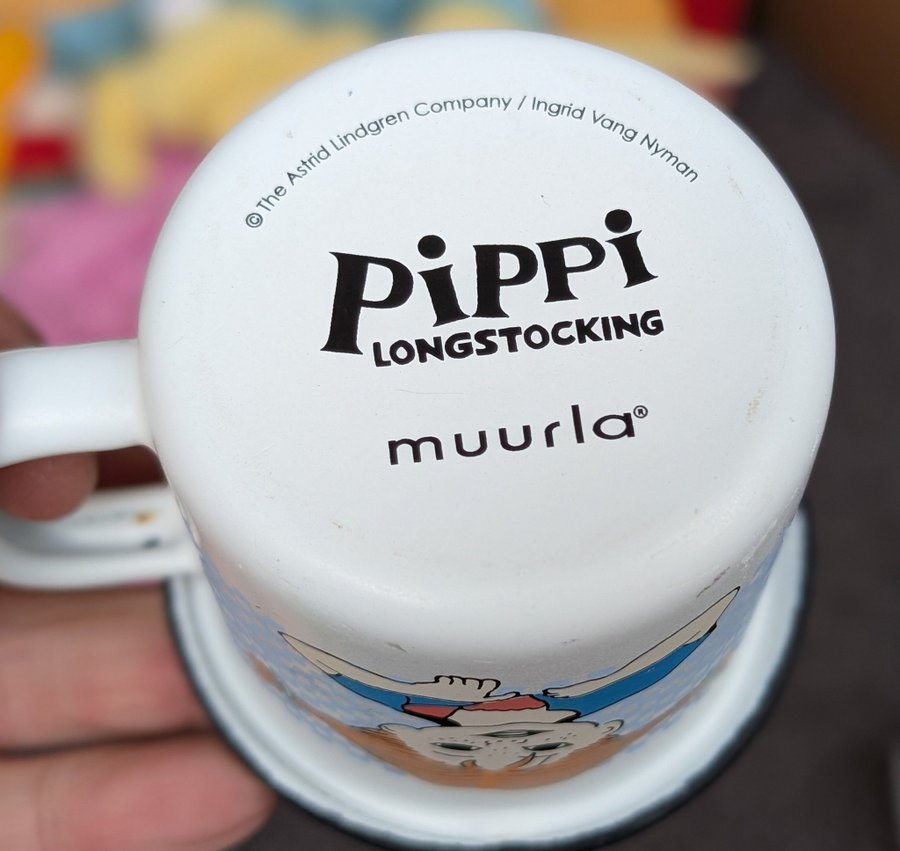 © The Astrid Lindgren Company / Ingrid Vang Nyman
Pippi
LONGSTOCKING
muurla®